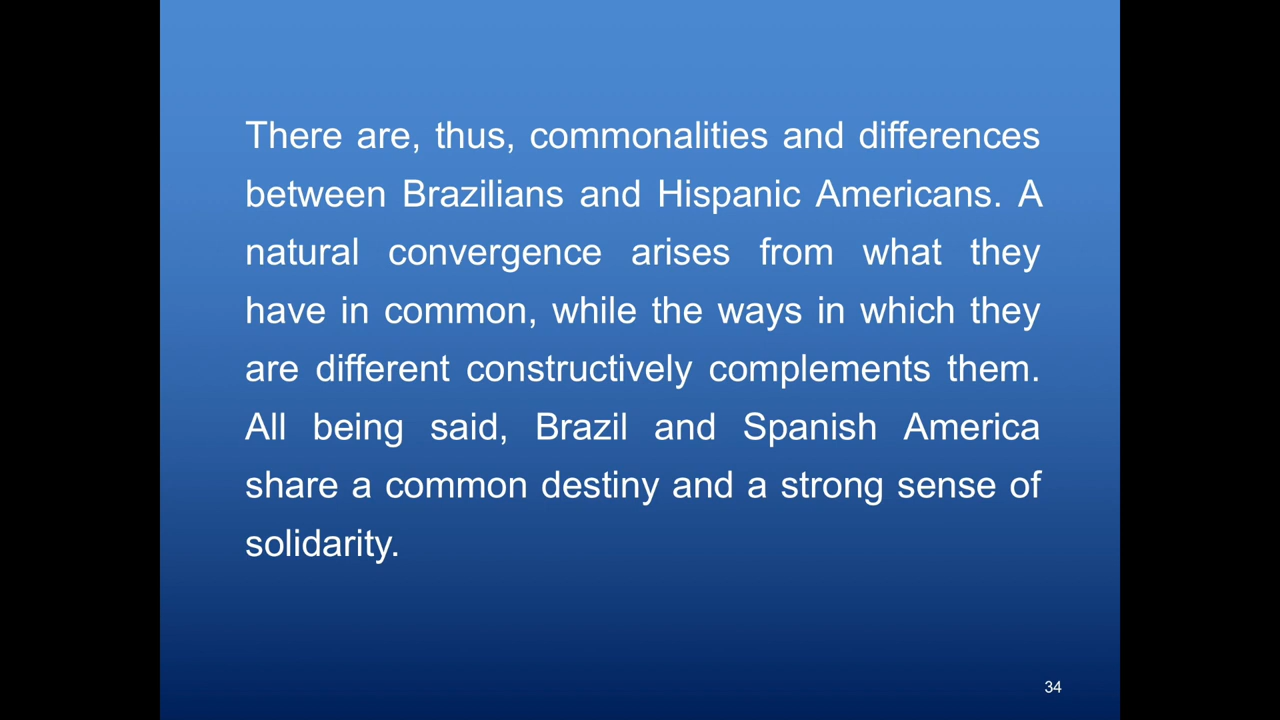 There are, thus, commonalities and differences
between Brazilians and Hispanic Americans. A
natural convergence arises from what they
have in common, while the ways in which they
are different constructively complements them.
All being said, Brazil and Spanish America
share a common destiny and a strong sense of
solidarity.
34